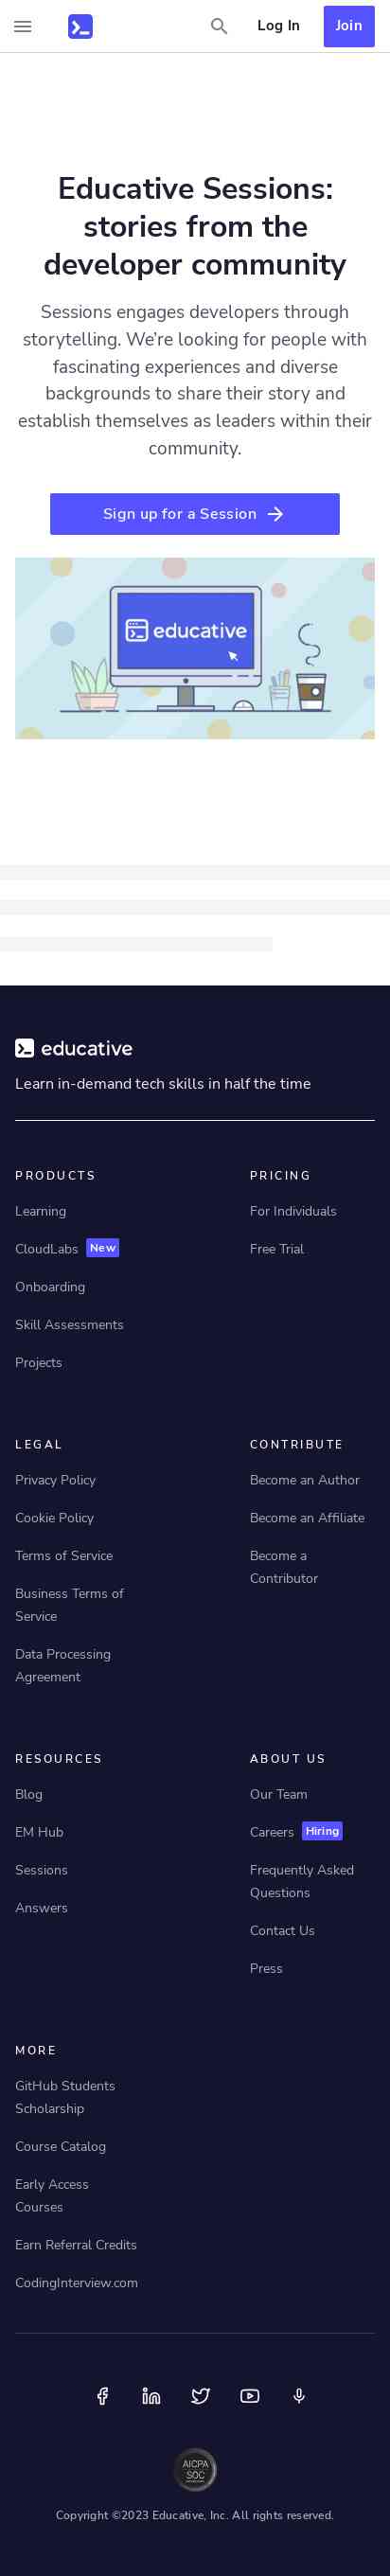 Log In
Join
Educative Sessions:
stories from the
developer community
Sessions engages developers through
storytelling. We're looking for people with
fascinating experiences and diverse
backgrounds to share their story and
establish themselves as leaders within their
community.
Sign up for a Session
educative
educative
Learn in-demand tech skills in half the time
PRODUCTS
Learning
CloudLabs New
Onboarding
Skill Assessments
Projects
PRICING
For Individuals
Free Trial
LEGAL
Privacy Policy
Cookie Policy
Terms of Service
Business Terms of
Service
Data Processing
Agreement
CONTRIBUTE
Become an Author
Become an Affiliate
Become a
Contributor
RESOURCES
Blog
EM Hub
Sessions
Answers
ABOUT US
Our Team
Careers Hiring
Frequently Asked
Questions
Contact Us
Press
MORE
GitHub Students
Scholarship
Course Catalog
Early Access
Courses
Earn Referral Credits
CodingInterview.com
AICPA
SOC
Copyright ©2023 Educative, Inc. All rights reserved.